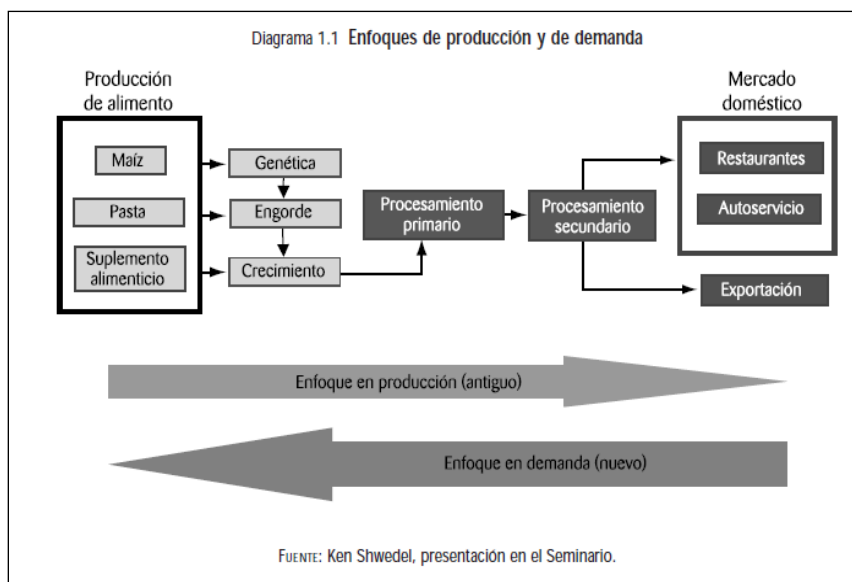 Diagrama 1.1 Enfoques de producción y de demanda
Producción
de alimento
Mercado
doméstico
Maíz
Genética
Restaurantes
Pasta
Engorde
Procesamiento
primario
Procesamiento
secundario
Autoservicio
Suplemento
alimenticio
Crecimiento
Exportación
Enfoque en producción (antiguo)
Enfoque en demanda (nuevo)
FUENTE: Ken Shwedel, presentación en el Seminario.